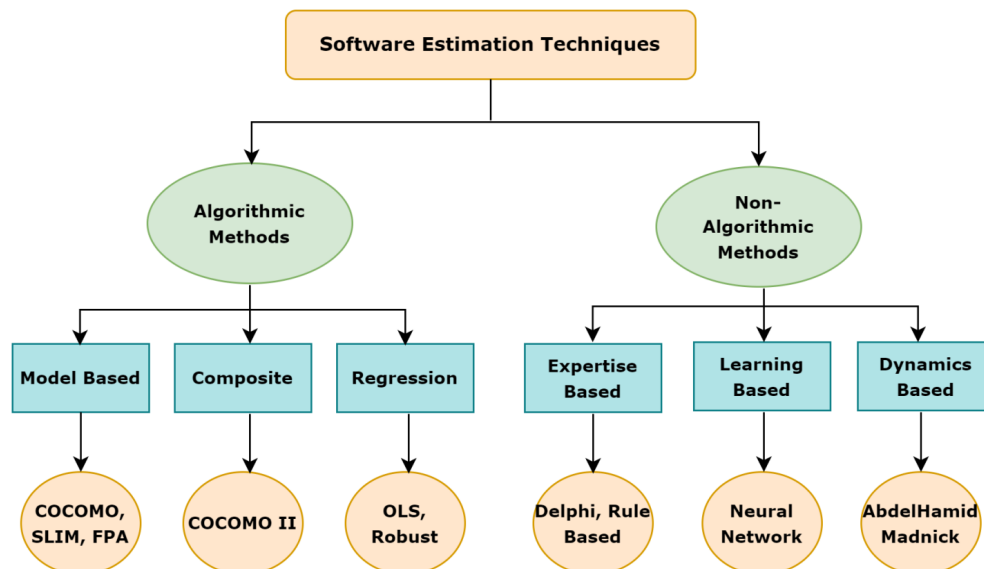 Software Estimation Techniques
Algorithmic
Methods
Non-
Algorithmic
Methods
Model Based
Composite
Regression
Expertise
Based
Learning
Based
Dynamics
Based
COCOMO,
SLIM, FPA
COCOMO II
OLS,
Robust
Delphi, Rule
Based
Neural
Network
AbdelHamid
Madnick